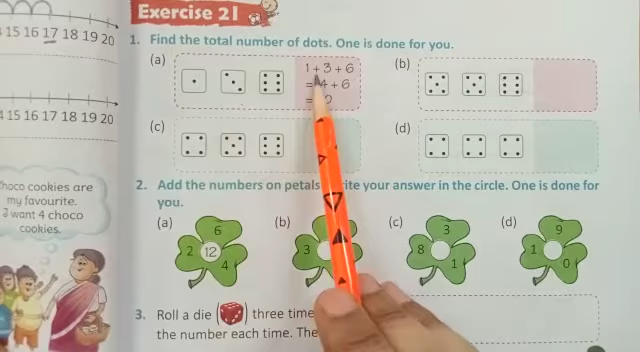 Exercise 21
15 16 17 18 19 20
1. Find the total number of dots. One is done for you.
(a)
1 + 3 + 6
= 4 + 6
=
(b)
15 16 17 18 19 20
(c)
(d)
choco cookies are
my favourite.
I want 4 choco
cookies.
2. Add the numbers on petals
your answer in the circle. One is done for
you.
(a)
6
2
12
4
(b)
3
(c)
3
8
1
(d)
9
1
0
3. Roll a die ( ) three time
the number each time. The